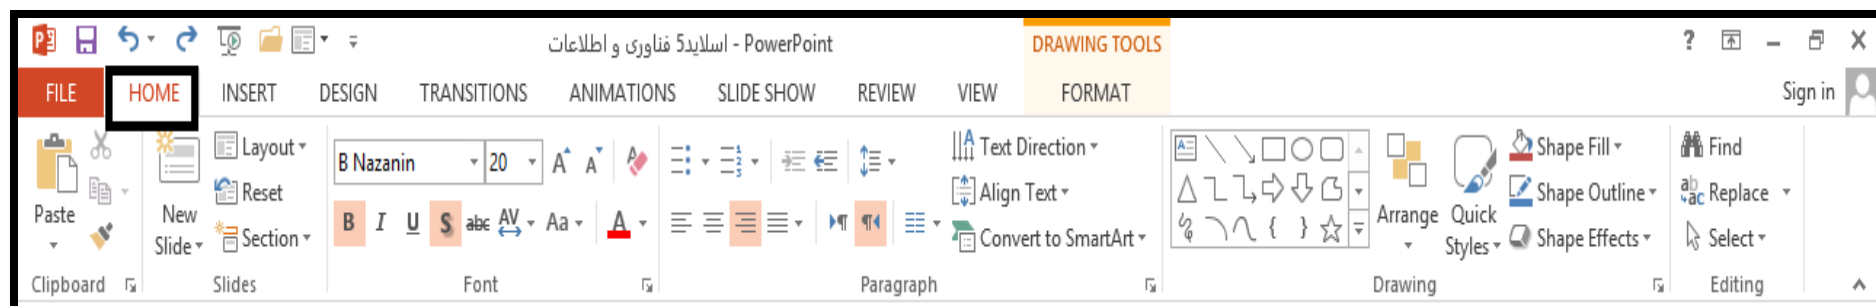 اسلاید5 فناوری و اطلاعات - PowerPoint
DRAWING TOOLS
?
FILE HOME INSERT DESIGN TRANSITIONS ANIMATIONS SLIDE SHOW REVIEW VIEW FORMAT Sign in
Paste
New Slide
Layout
Reset
Section
B Nazanin 20 A A
B I U S abc AV Aa A
Text Direction
Align Text
Convert to SmartArt
Arrange
Quick Styles
Shape Fill
Shape Outline
Shape Effects
Find
Replace
Select
Clipboard Slides Font Paragraph Drawing Editing